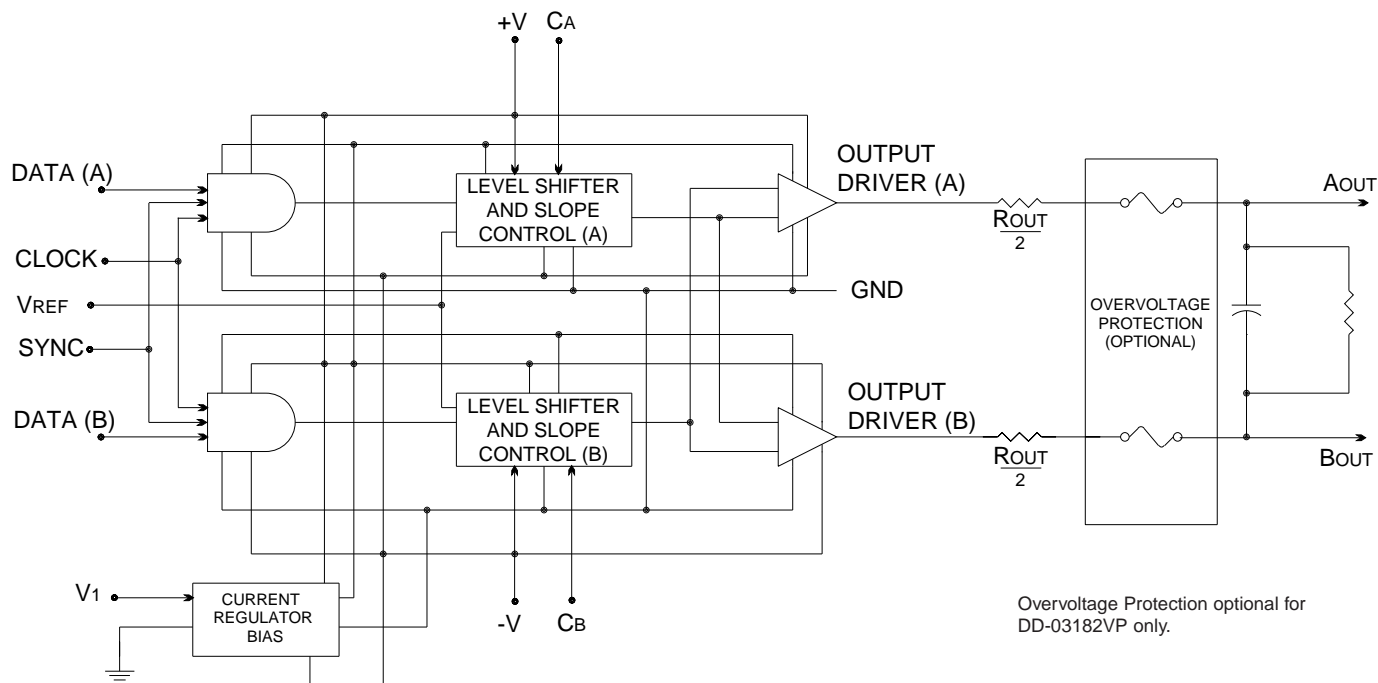 +V
CA
DATA (A)
LEVEL SHIFTER
AND SLOPE
CONTROL (A)
OUTPUT
DRIVER (A)
ROUT
2
AOUT
CLOCK
VREF
SYNC
GND
OVERVOLTAGE
PROTECTION
(OPTIONAL)
DATA (B)
LEVEL SHIFTER
AND SLOPE
CONTROL (B)
OUTPUT
DRIVER (B)
ROUT
2
BOUT
V1
CURRENT
REGULATOR
BIAS
-V
CB
Overvoltage Protection optional for
DD-03182VP only.